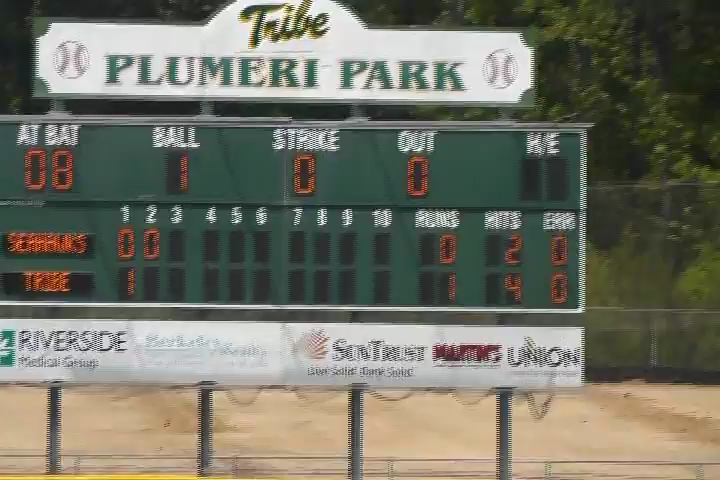 Tribe
PLUMERI PARK
AT BAT BALL STRIKE OUT H/E
08 1 0 0
1 2 3 4 5 6 7 8 9 10 RUNS HITS ERR
SEAHAWKS 0 0 0 2 0
TRIBE 1 1 4 0
RIVERSIDE SUNTRUST MARTIN'S UNION
Medical Group Live Solid. Bank Solid.